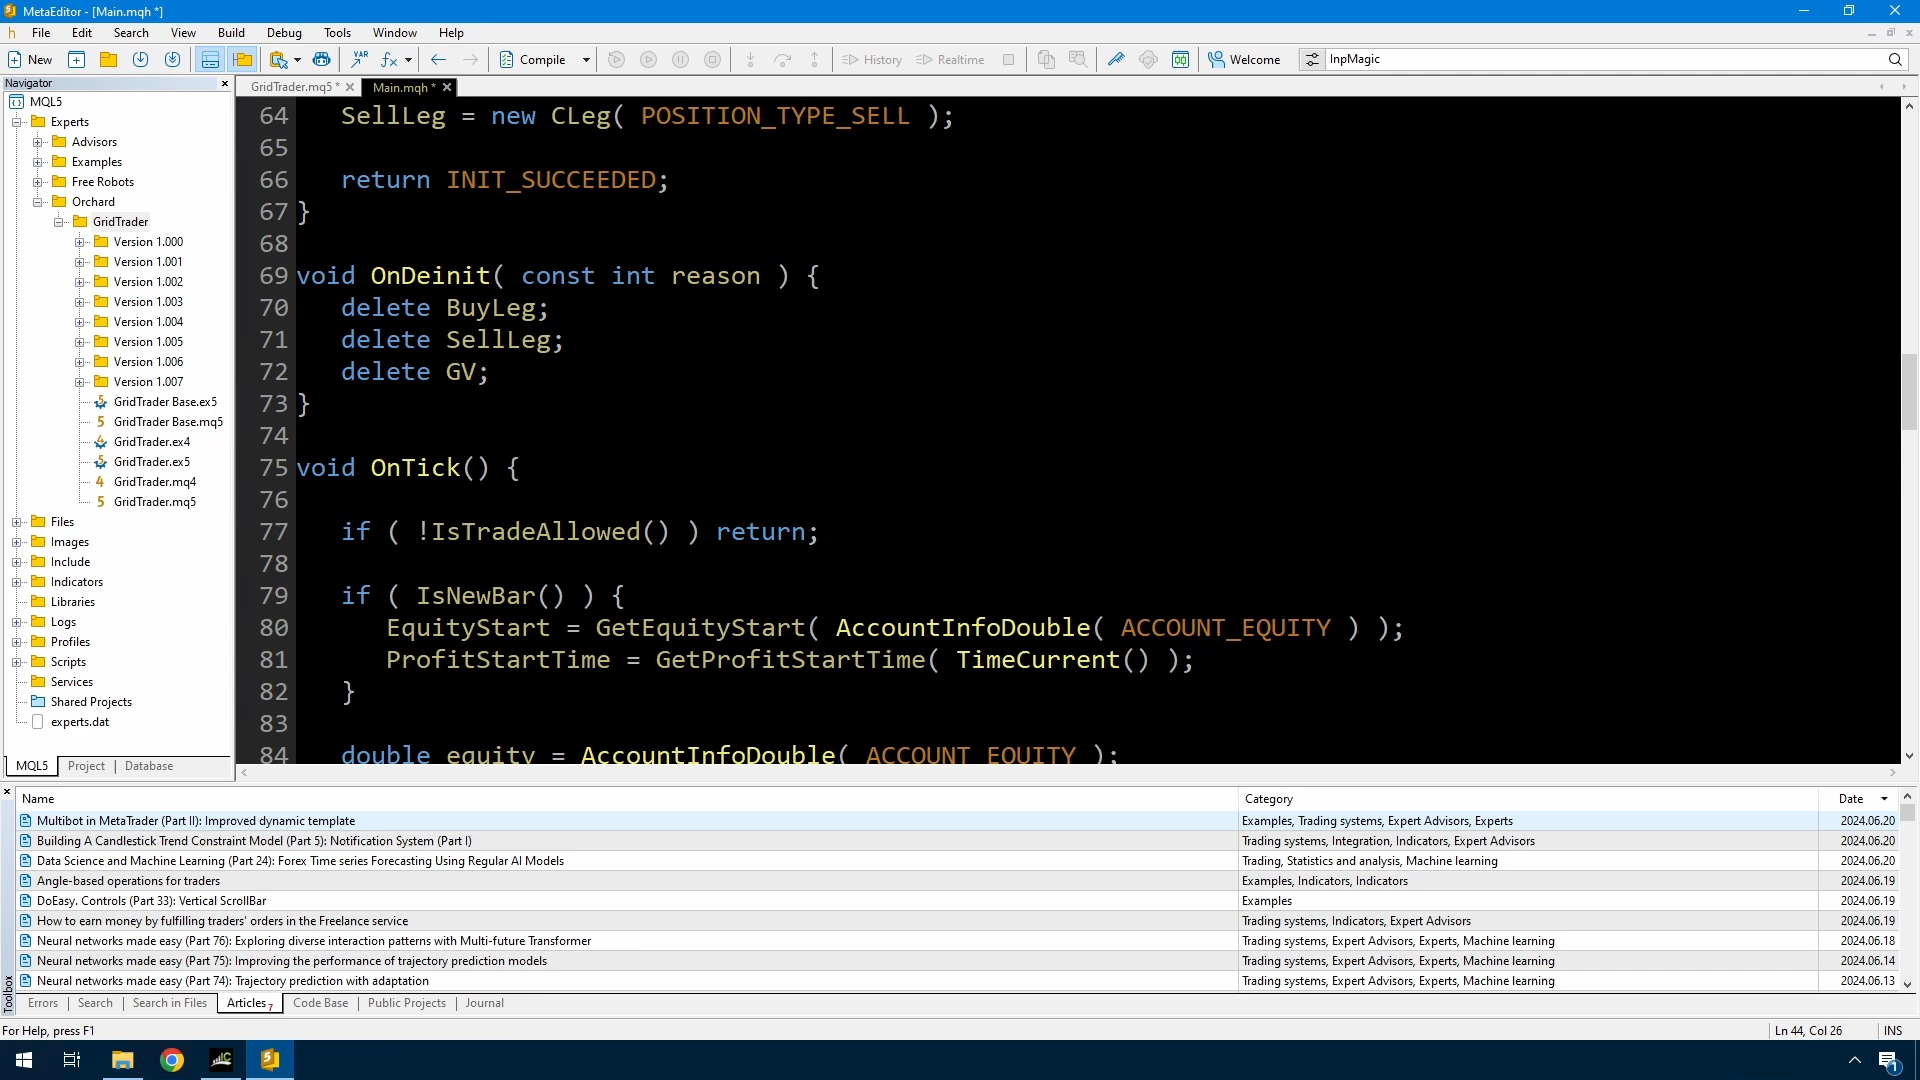 MetaEditor - [Main.mqh *]
File Edit Search View Build Debug Tools Window Help
New VAR Compile History Realtime Welcome InpMagic
Navigator
MQL5
Experts
Advisors
Examples
Free Robots
Orchard
GridTrader
Version 1.000
Version 1.001
Version 1.002
Version 1.003
Version 1.004
Version 1.005
Version 1.006
Version 1.007
GridTrader Base.ex5
GridTrader Base.mq5
GridTrader.ex4
GridTrader.ex5
GridTrader.mq4
GridTrader.mq5
Files
Images
Include
Indicators
Libraries
Logs
Profiles
Scripts
Services
Shared Projects
experts.dat
MQL5 Project Database
GridTrader.mq5 * Main.mqh *
64 SellLeg = new CLeg( POSITION_TYPE_SELL );
65
66 return INIT_SUCCEEDED;
67 }
68
69 void OnDeinit( const int reason ) {
70 delete BuyLeg;
71 delete SellLeg;
72 delete GV;
73 }
74
75 void OnTick() {
76
77 if ( !IsTradeAllowed() ) return;
78
79 if ( IsNewBar() ) {
80 EquityStart = GetEquityStart( AccountInfoDouble( ACCOUNT_EQUITY ) );
81 ProfitStartTime = GetProfitStartTime( TimeCurrent() );
82 }
83
84 double equity = AccountInfoDouble( ACCOUNT_EQUITY );
Name Category Date
Multibot in MetaTrader (Part II): Improved dynamic template Examples, Trading systems, Expert Advisors, Experts 2024.06.20
Building A Candlestick Trend Constraint Model (Part 5): Notification System (Part I) Trading systems, Integration, Indicators, Expert Advisors 2024.06.20
Data Science and Machine Learning (Part 24): Forex Time series Forecasting Using Regular AI Models Trading, Statistics and analysis, Machine learning 2024.06.20
Angle-based operations for traders Examples, Indicators, Indicators 2024.06.19
DoEasy. Controls (Part 33): Vertical ScrollBar Examples 2024.06.19
How to earn money by fulfilling traders' orders in the Freelance service Trading systems, Indicators, Expert Advisors 2024.06.19
Neural networks made easy (Part 76): Exploring diverse interaction patterns with Multi-future Transformer Trading systems, Expert Advisors, Experts, Machine learning 2024.06.18
Neural networks made easy (Part 75): Improving the performance of trajectory prediction models Trading systems, Expert Advisors, Experts, Machine learning 2024.06.14
Neural networks made easy (Part 74): Trajectory prediction with adaptation Trading systems, Expert Advisors, Experts, Machine learning 2024.06.13
Toolbox
Errors Search Search in Files Articles 7 Code Base Public Projects Journal
For Help, press F1 Ln 44, Col 26 INS
1